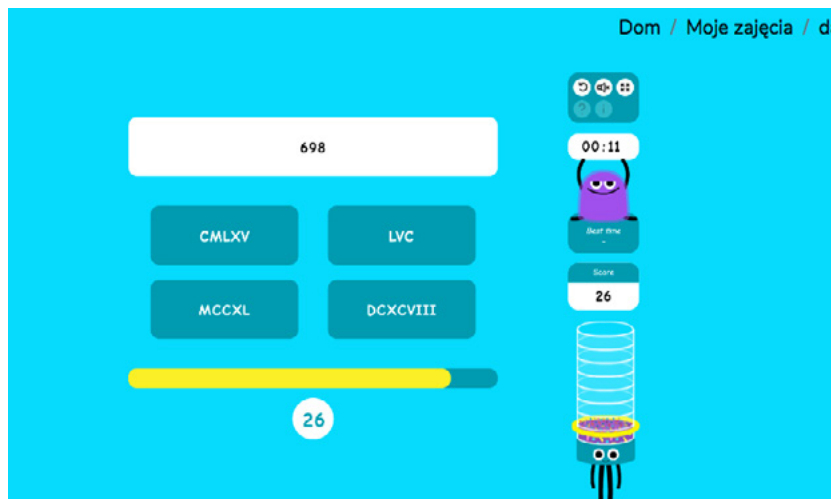 Dom / Moje zajęcia / d
00:11
698
Best time
-
CMLXV
LVC
Score
26
MCCXL
DCXCVIII
26